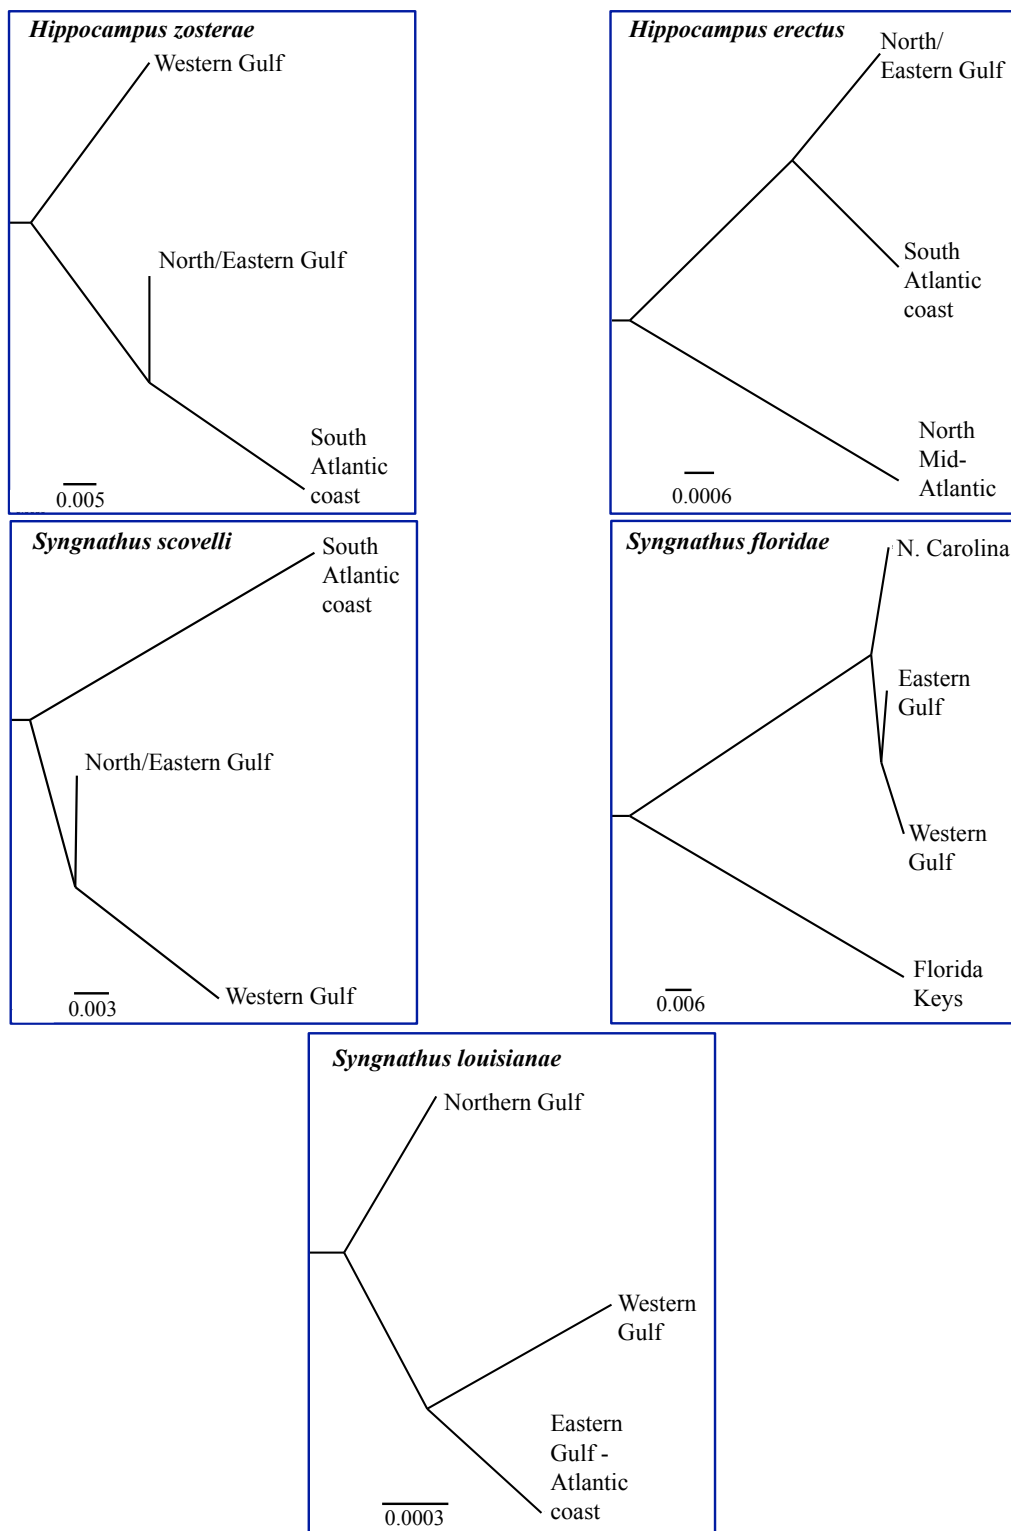 Hippocampus zosterae
Western Gulf
North/Eastern Gulf
South
Atlantic
coast
0.005
Hippocampus erectus
North/
Eastern Gulf
South
Atlantic
coast
North
Mid-
Atlantic
0.0006
Syngnathus scovelli
South
Atlantic
coast
North/Eastern Gulf
Western Gulf
0.003
Syngnathus floridae
N. Carolina
Eastern
Gulf
Western
Gulf
Florida
Keys
0.006
Syngnathus louisianae
Northern Gulf
Western
Gulf
Eastern
Gulf -
Atlantic
coast
0.0003